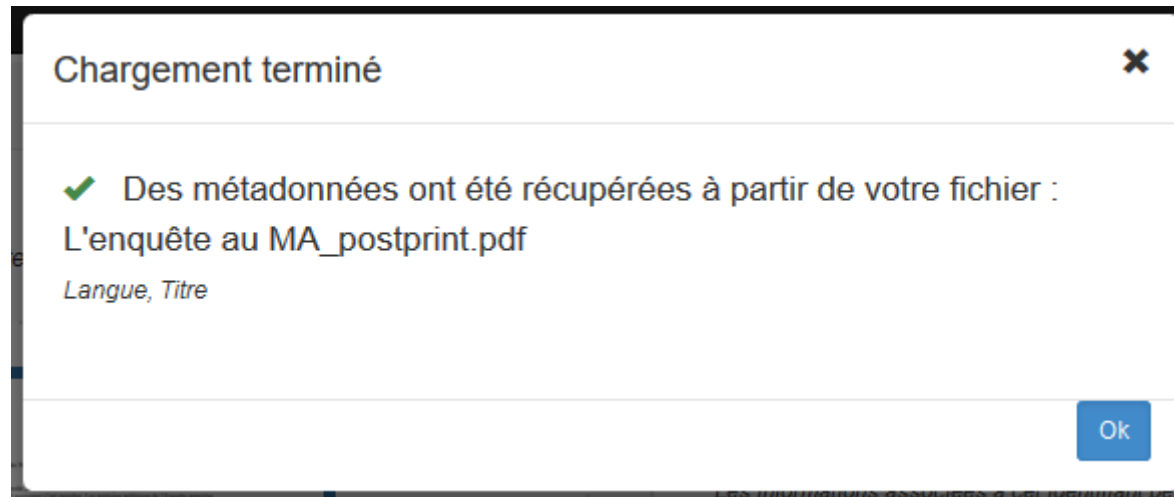 Chargement terminé
Des métadonnées ont été récupérées à partir de votre fichier :
L'enquête au MA_postprint.pdf
Langue, Titre
Ok